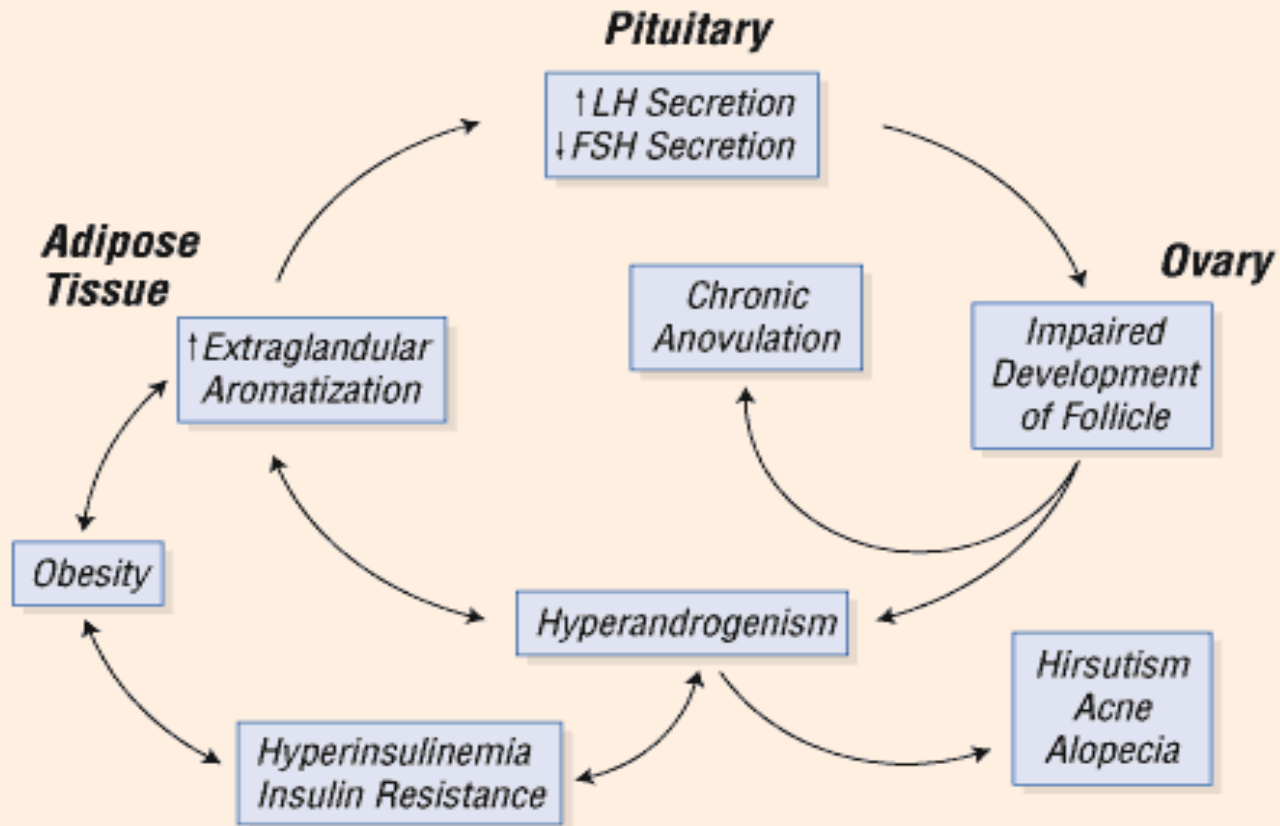 Pituitary
↑LH Secretion
↓FSH Secretion
Adipose
Tissue
↑Extraglandular
Aromatization
Chronic
Anovulation
Ovary
Impaired
Development
of Follicle
Obesity
Hyperandrogenism
Hirsutism
Acne
Alopecia
Hyperinsulinemia
Insulin Resistance